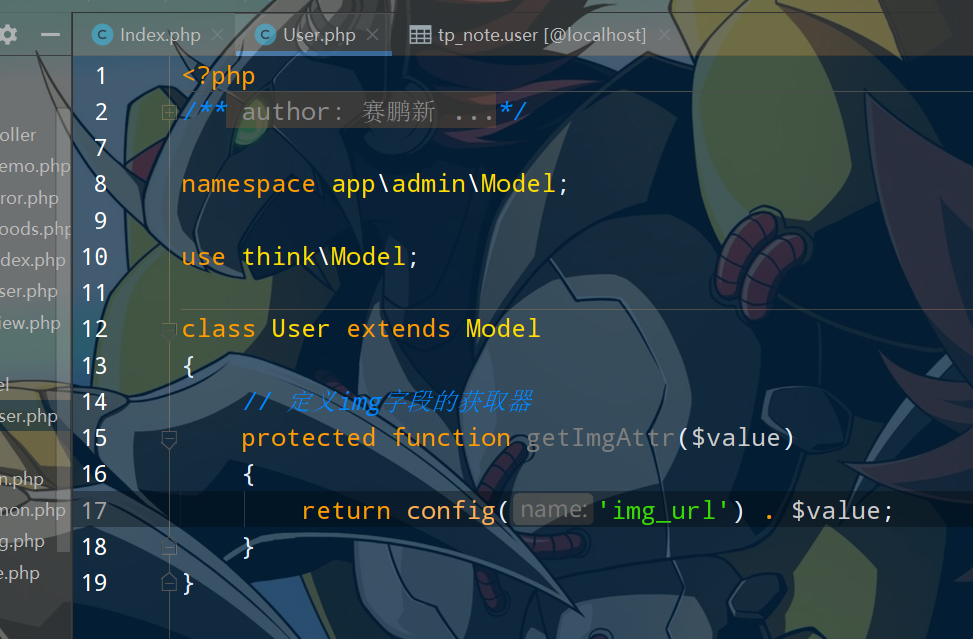 Index.php
User.php
tp_note.user [@localhost]
oller
emo.php
ror.php
oods.php
dex.php
ser.php
iew.php
el
ser.php
n.php
mon.php
g.php
e.php
1 <?php
2 /** author: 赛鹏新 ...*/
7
8 namespace app\admin\Model;
9
10 use think\Model;
11
12 class User extends Model
13 {
14 // 定义img字段的获取器
15 protected function getImgAttr($value)
16 {
17 return config( name: 'img_url') . $value;
18 }
19 }